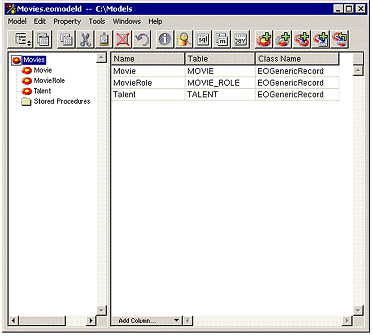 Movies.eomodeld -- C:\Models
Model Edit Property Tools Windows Help
sql
Movies
Movie
MovieRole
Talent
Stored Procedures
Name Table Class Name
Movie MOVIE EOGenericRecord
MovieRole MOVIE_ROLE EOGenericRecord
Talent TALENT EOGenericRecord
Add Column...